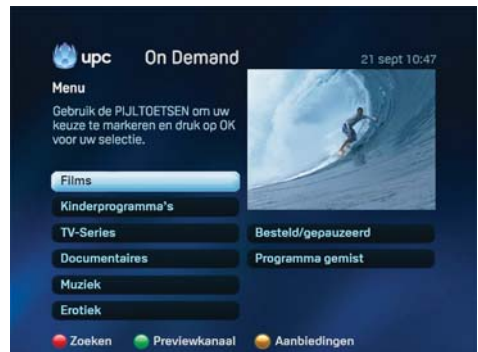 upc On Demand 21 sept 10:47
Menu
Gebruik de PIJLTOETSEN om uw
keuze te markeren en druk op OK
voor uw selectie.
Films
Kinderprogramma's
TV-Series
Documentaires
Muziek
Erotiek
Besteld/gepauzeerd
Programma gemist
Zoeken Previewkanaal Aanbiedingen